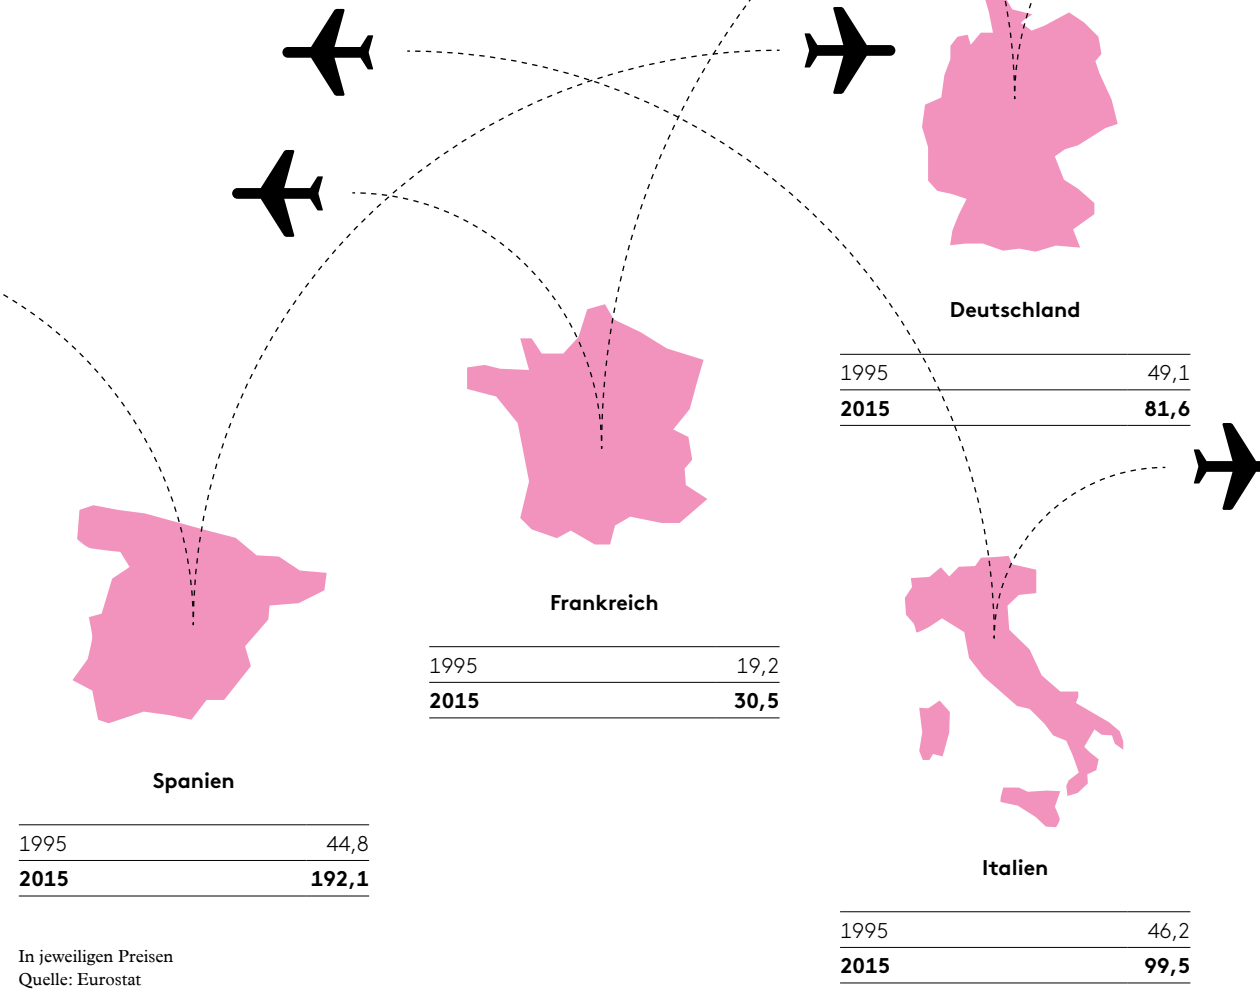 Deutschland
1995 49,1
2015 81,6
Frankreich
1995 19,2
2015 30,5
Spanien
1995 44,8
2015 192,1
Italien
1995 46,2
2015 99,5
In jeweiligen Preisen
Quelle: Eurostat